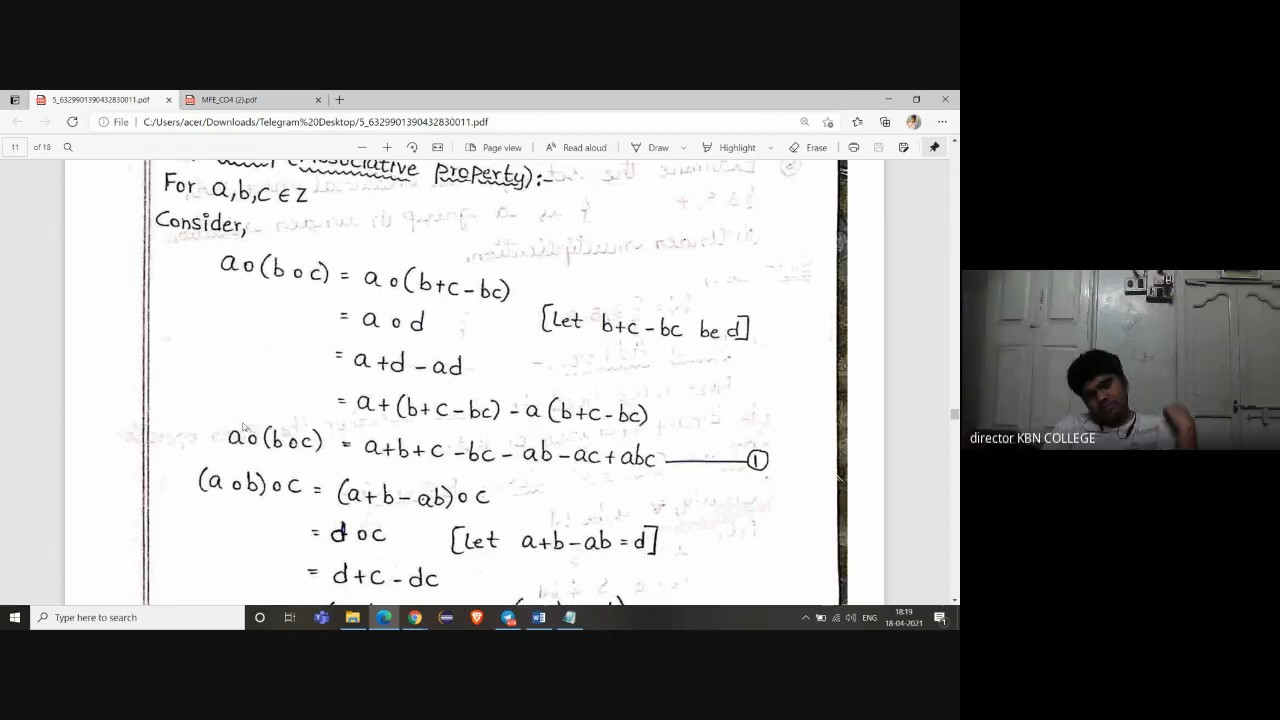 5_6329901390432830011.pdf
MFE_CO4 (2).pdf
File
C:/Users/acer/Downloads/Telegram%20Desktop/5_6329901390432830011.pdf
11 of 18
Page view
Read aloud
Draw
Highlight
Erase
(Associative property):-
For a,b,c ∈ Z
Consider,
a o (b o c) = a o (b+c-bc)
= a o d [Let b+c-bc be d]
= a+d-ad
= a+(b+c-bc)-a(b+c-bc)
a o (b o c) = a+b+c-bc-ab-ac+abc ——— ①
(a o b) o c = (a+b-ab) o c
= d o c [Let a+b-ab=d]
= d+c-dc
director KBN COLLEGE
Type here to search
ENG
18:19
18-04-2021